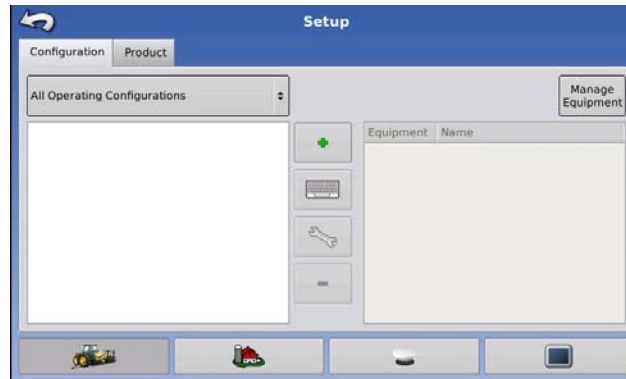 Setup
Configuration
Product
All Operating Configurations
Manage
Equipment
Equipment Name